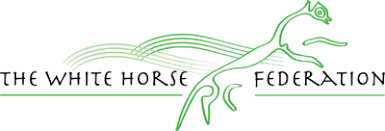 THE WHITE HORSE FEDERATION